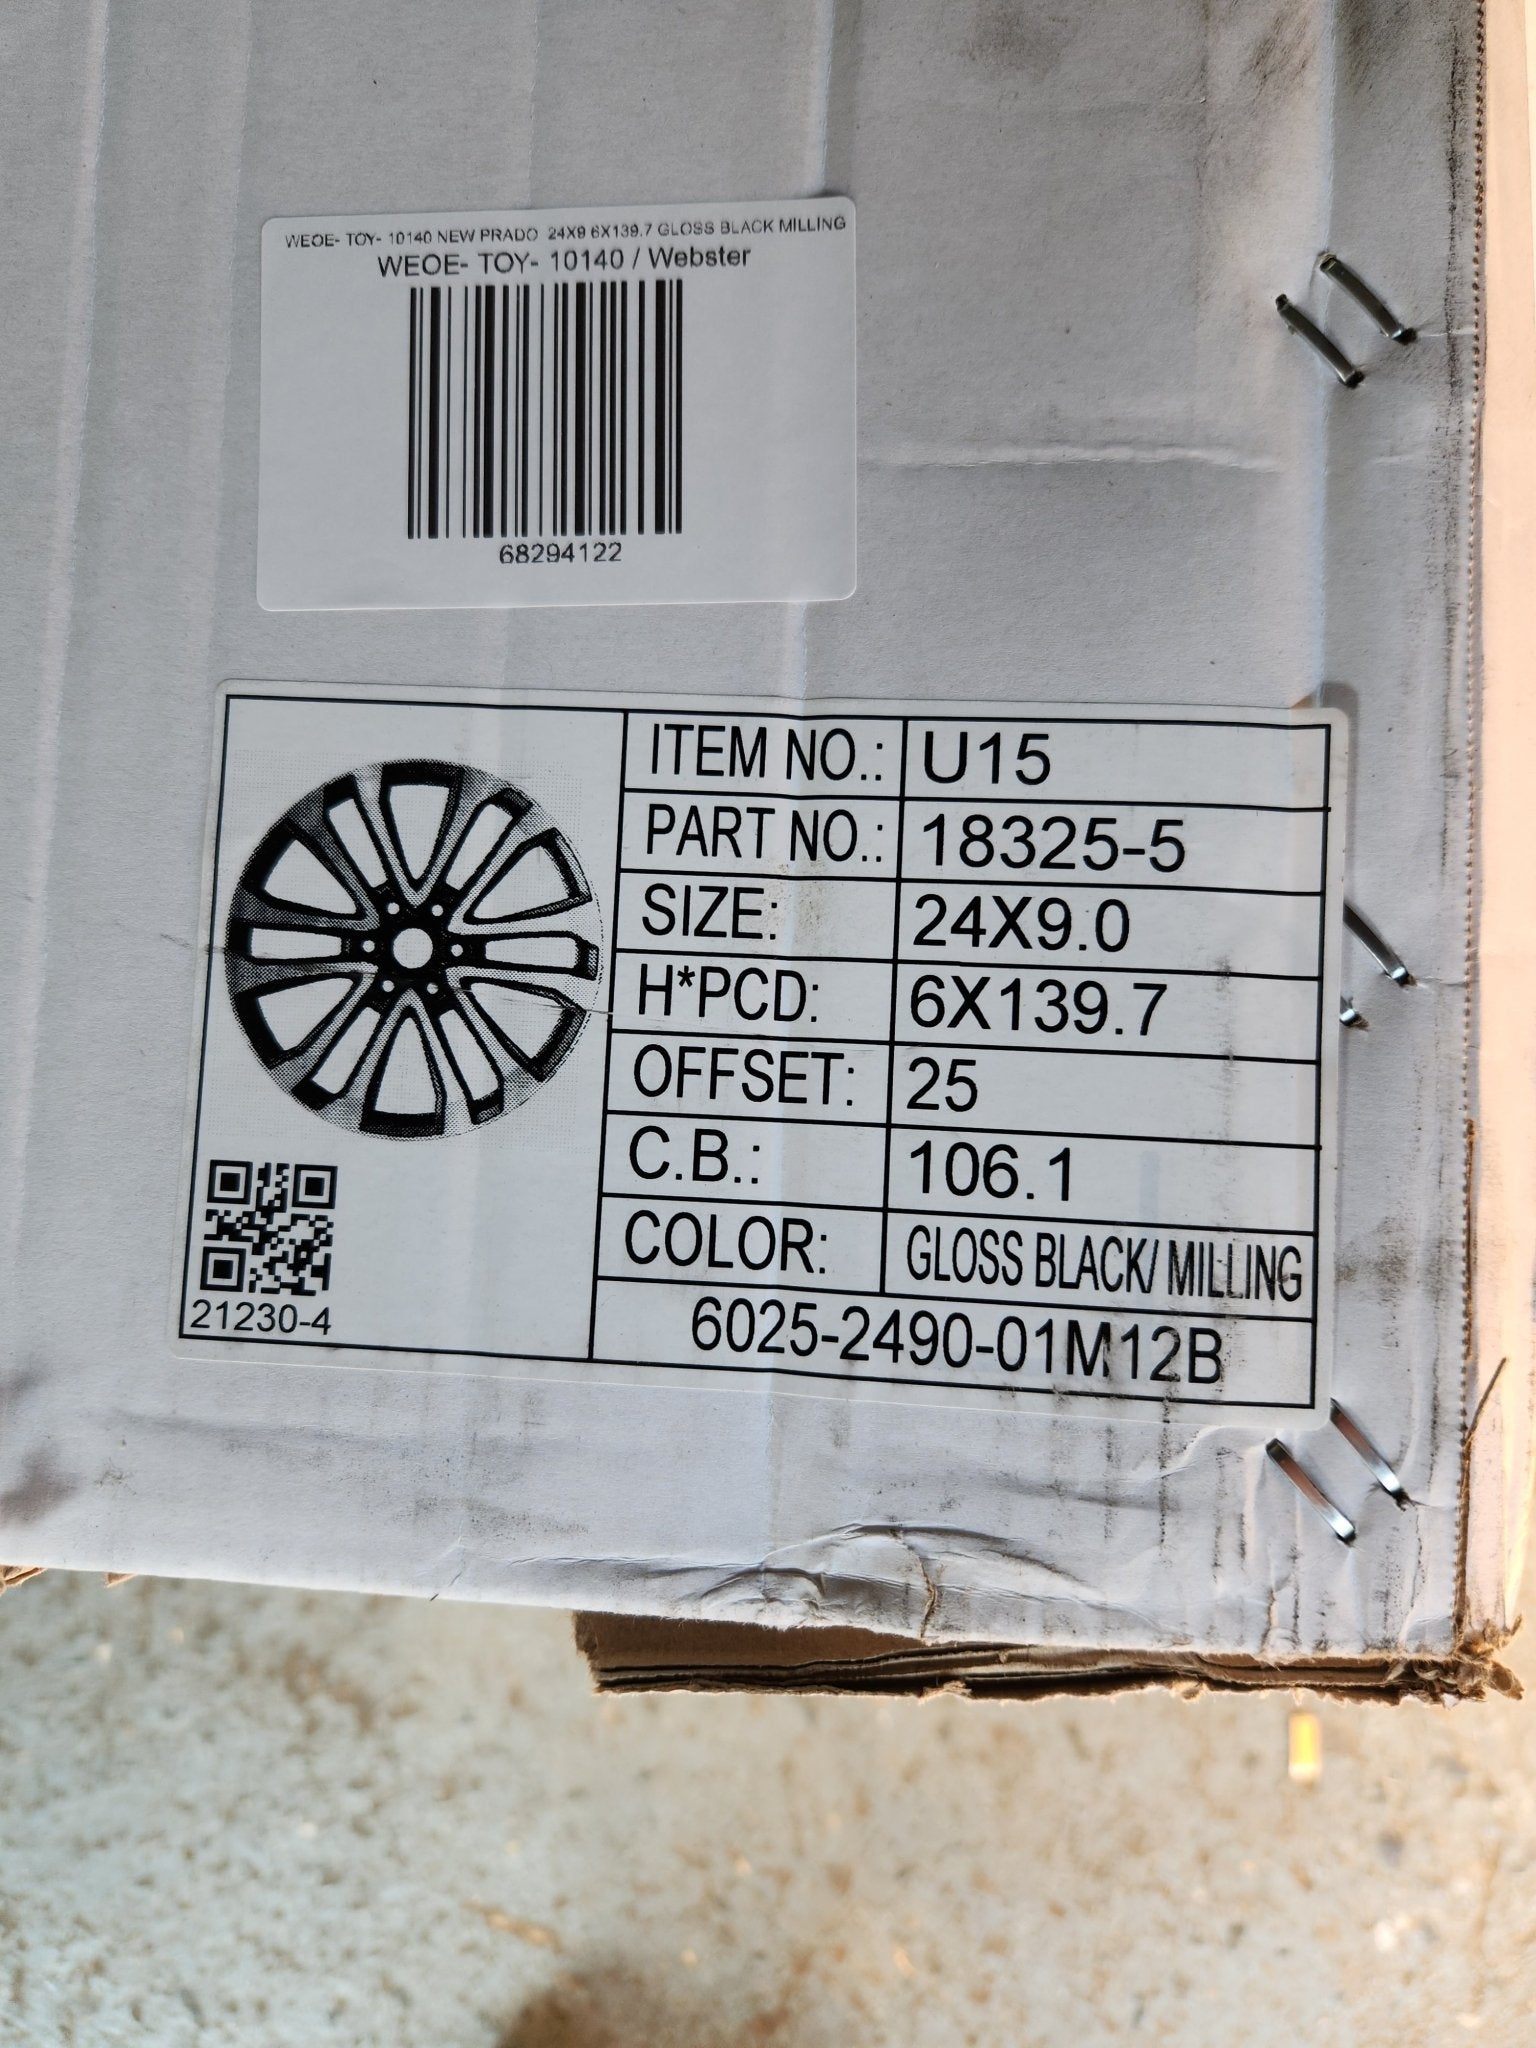 WEOE- TOY- 10140 NEW PRADO 24X9 6X139.7 GLOSS BLACK MILLING
WEOE- TOY- 10140 / Webster
68294122
ITEM NO.: U15
PART NO.: 18325-5
SIZE: 24X9.0
H*PCD: 6X139.7
OFFSET: 25
C.B.: 106.1
COLOR: GLOSS BLACK/ MILLING
6025-2490-01M12B
21230-4